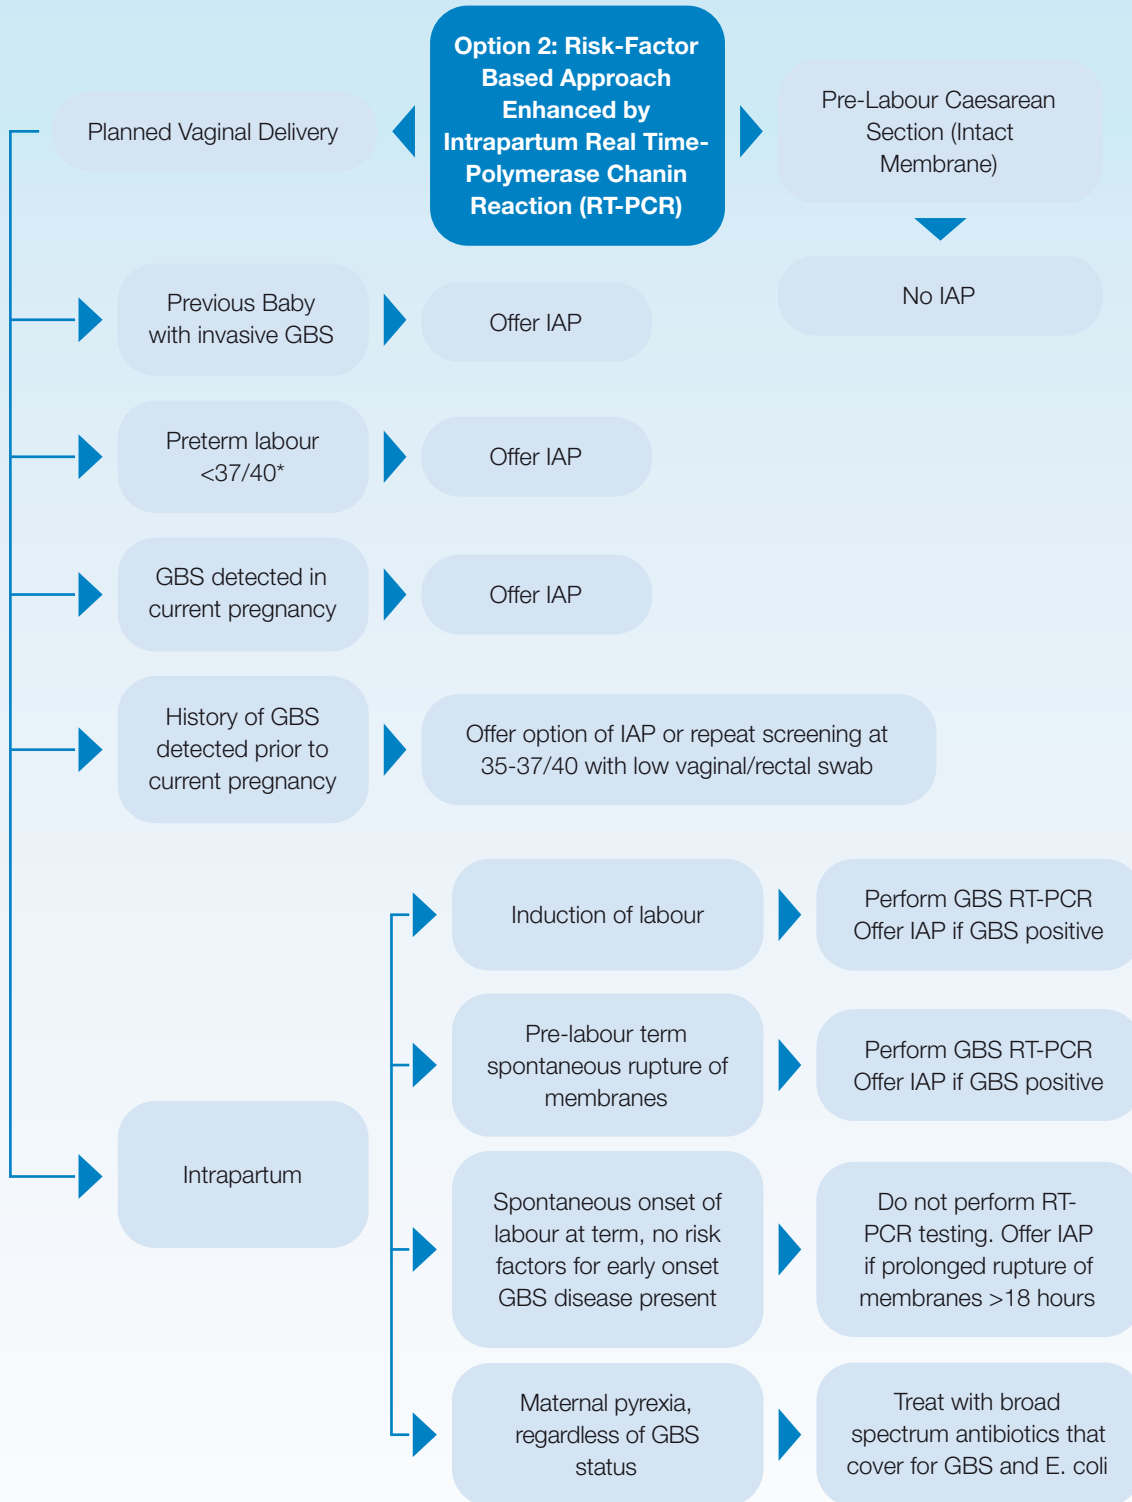 Option 2: Risk-Factor
Based Approach
Enhanced by
Intrapartum Real Time-
Polymerase Chanin
Reaction (RT-PCR)
Planned Vaginal Delivery
Pre-Labour Caesarean
Section (Intact
Membrane)
No IAP
Previous Baby
with invasive GBS
Offer IAP
Preterm labour
<37/40*
Offer IAP
GBS detected in
current pregnancy
Offer IAP
History of GBS
detected prior to
current pregnancy
Offer option of IAP or repeat screening at
35-37/40 with low vaginal/rectal swab
Intrapartum
Induction of labour
Perform GBS RT-PCR
Offer IAP if GBS positive
Pre-labour term
spontaneous rupture of
membranes
Perform GBS RT-PCR
Offer IAP if GBS positive
Spontaneous onset of
labour at term, no risk
factors for early onset
GBS disease present
Do not perform RT-
PCR testing. Offer IAP
if prolonged rupture of
membranes >18 hours
Maternal pyrexia,
regardless of GBS
status
Treat with broad
spectrum antibiotics that
cover for GBS and E. coli